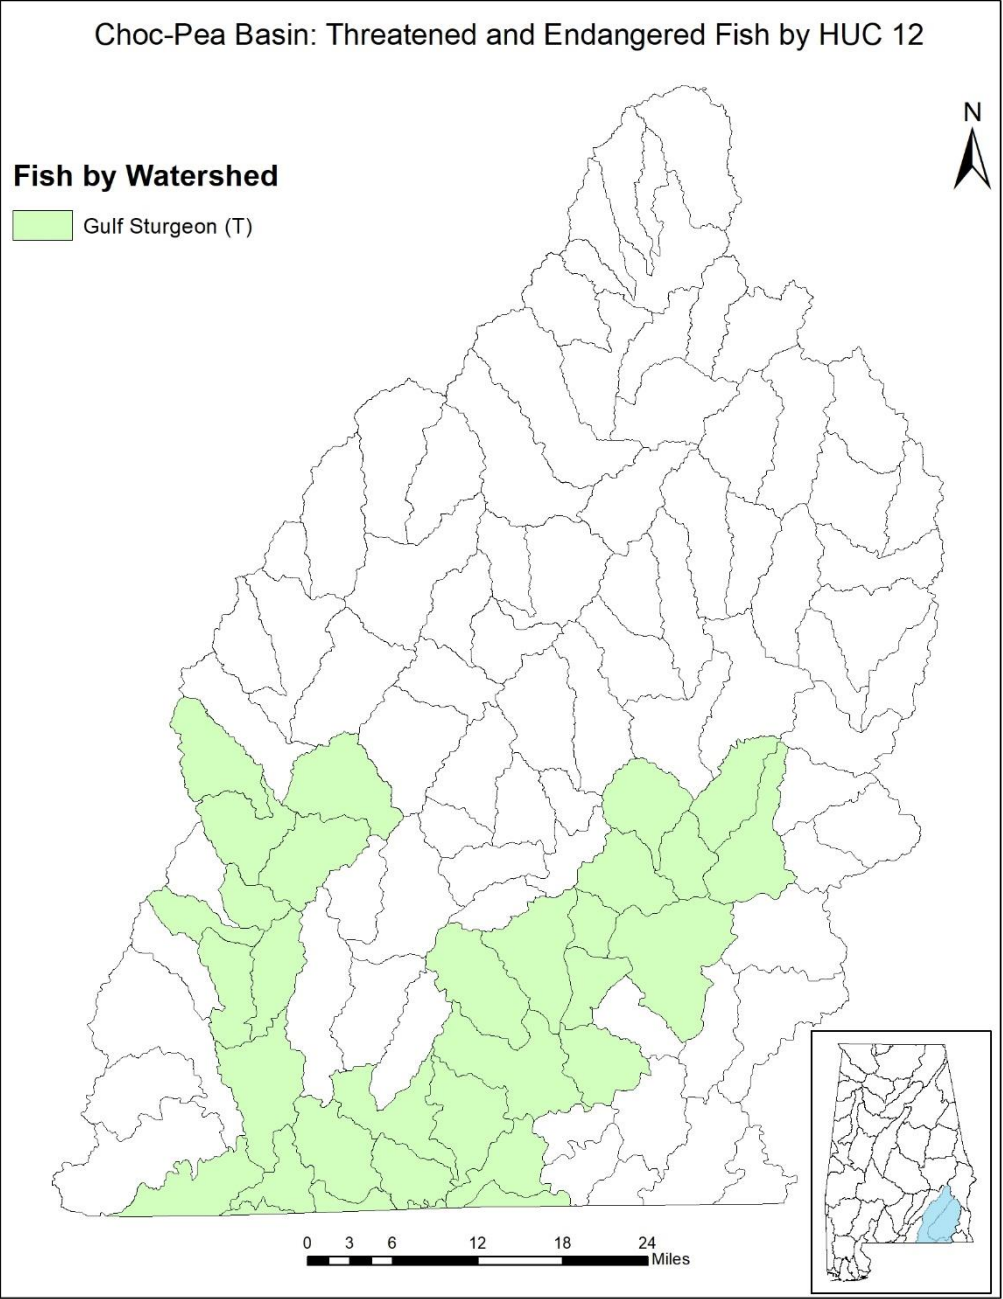 Choc-Pea Basin: Threatened and Endangered Fish by HUC 12
N
Fish by Watershed
Gulf Sturgeon (T)
0 3 6 12 18 24
Miles